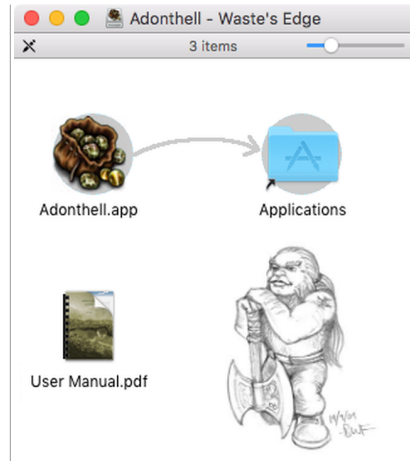 Adonthell - Waste's Edge
3 items
Adonthell.app
Applications
User Manual.pdf